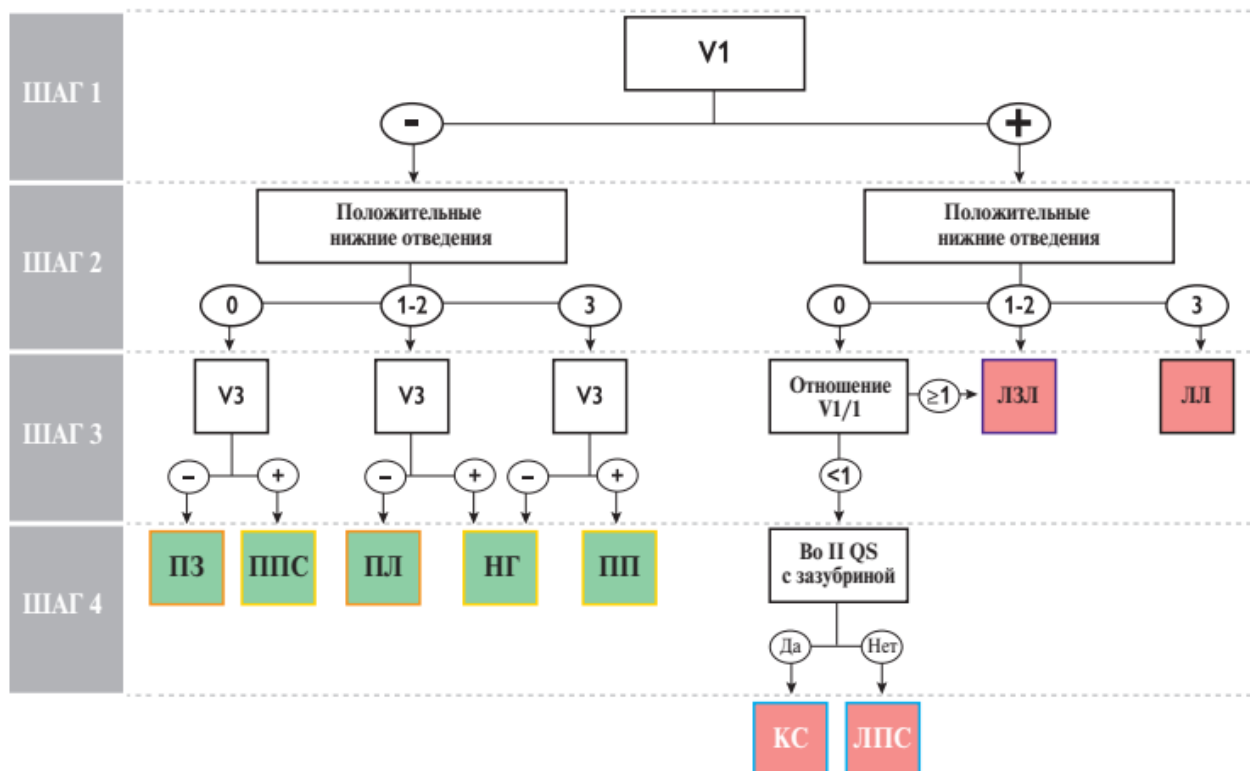 ШАГ 1
V1
-
+
ШАГ 2
Положительные
нижние отведения
Положительные
нижние отведения
0
1-2
3
0
1-2
3
ШАГ 3
V3
V3
V3
Отношение
V1/1
≥1
ЛЗЛ
ЛЛ
-
+
-
+
-
+
<1
ШАГ 4
ПЗ
ППС
ПЛ
НГ
ПП
Во II QS
с зазубриной
Да
Нет
КС
ЛПС